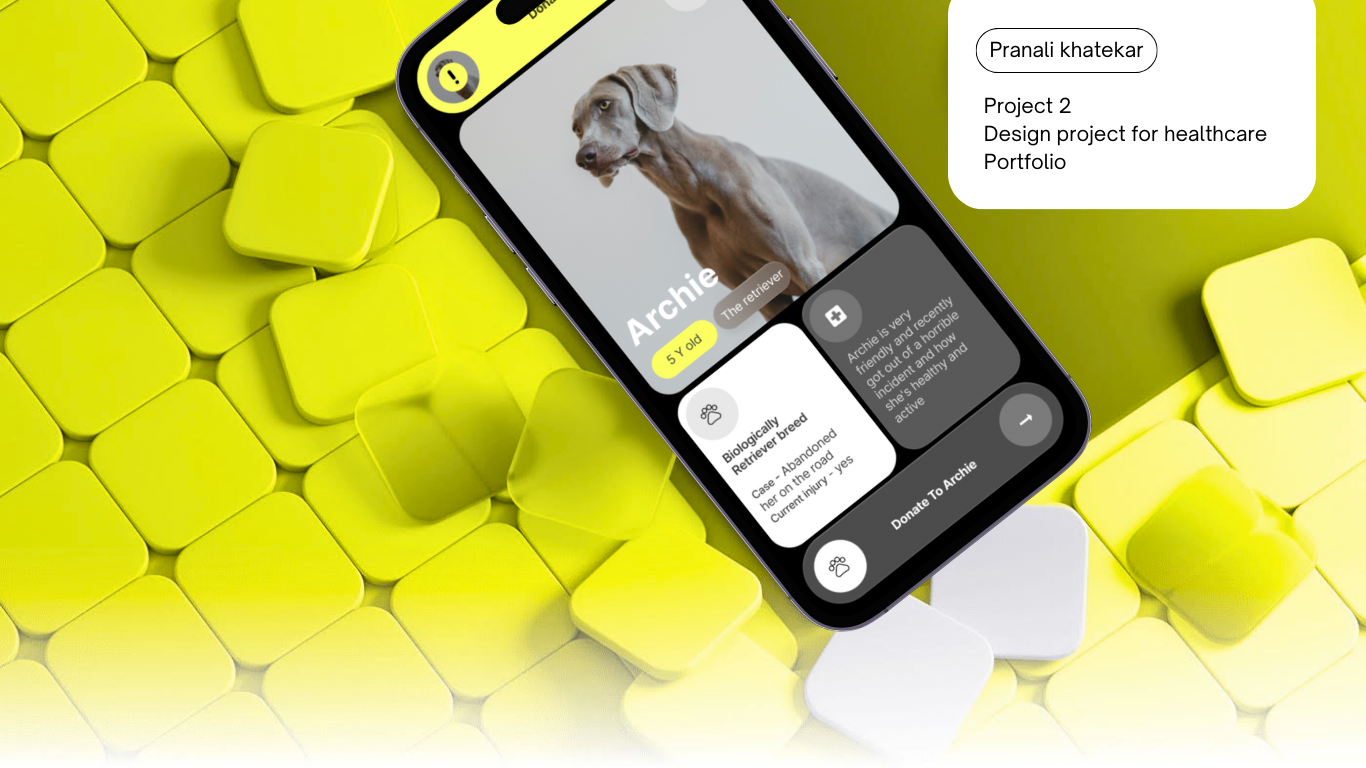 Pranali khatekar
Project 2
Design project for healthcare
Portfolio
Archie
5 Y old
The retriever
Biologically
Retriever breed
Case - Abandoned
her on the road
Current injury - yes
Archie is very
friendly and recently
got out of a horrible
incident and how
she's healthy and
active
Donate To Archie